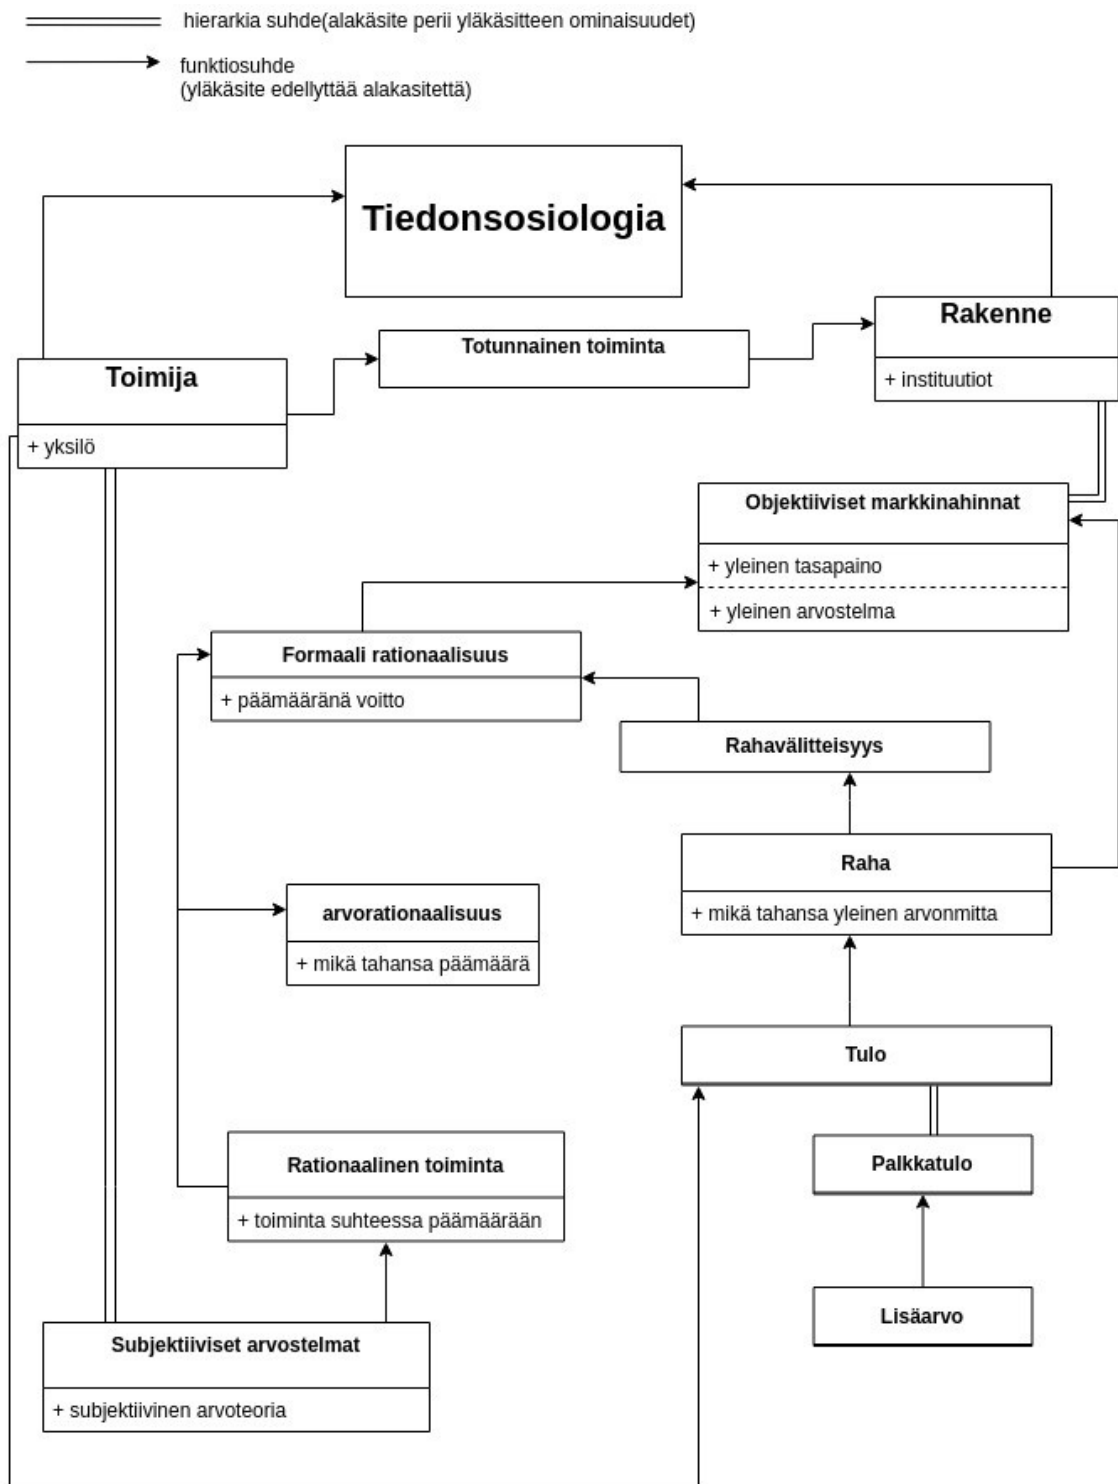 hierarkia suhde(alakäsite perii yläkäsitteen ominaisuudet)
funktiosuhde
(yläkäsite edellyttää alakasitettä)
Tiedonsosiologia
Rakenne
+ instituutiot
Totunnainen toiminta
Toimija
+ yksilö
Objektiiviset markkinahinnat
+ yleinen tasapaino
+ yleinen arvostelma
Formaali rationaalisuus
+ päämääränä voitto
Rahavälitteisyys
Raha
+ mikä tahansa yleinen arvonmitta
arvorationaalisuus
+ mikä tahansa päämäärä
Tulo
Palkkatulo
Rationaalinen toiminta
+ toiminta suhteessa päämäärään
Lisäarvo
Subjektiiviset arvostelmat
+ subjektiivinen arvoteoria